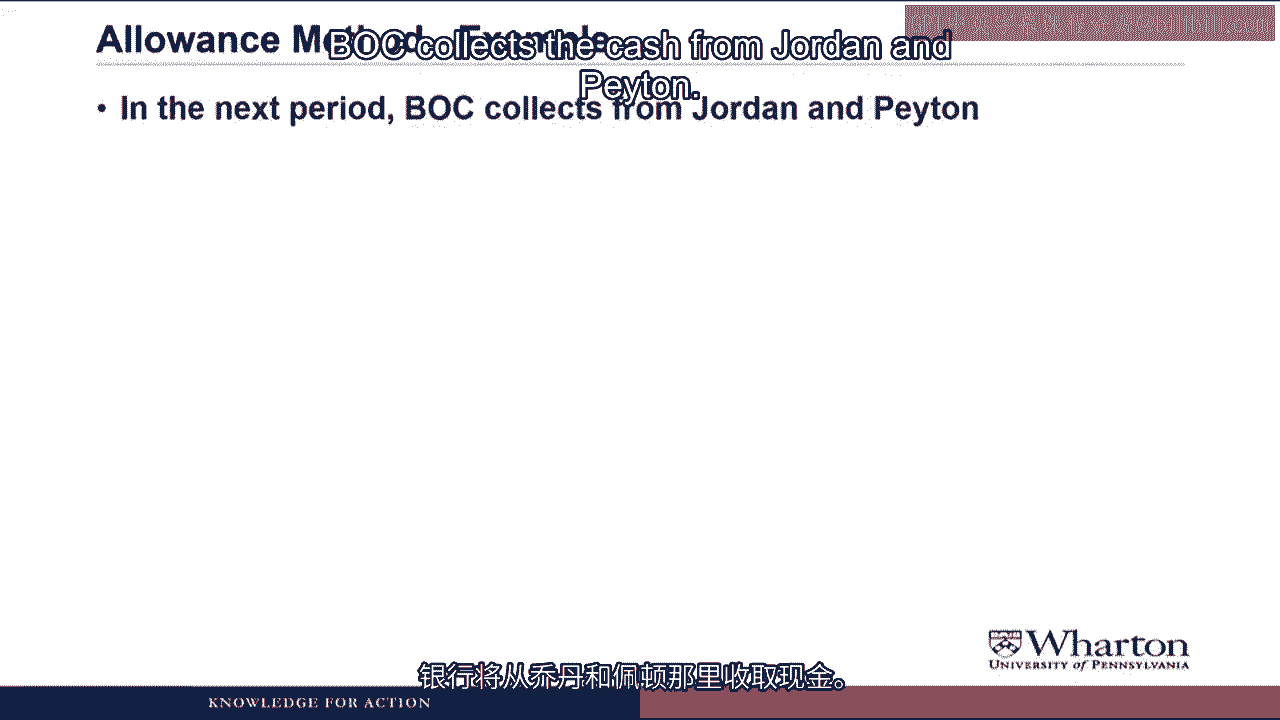 Allowance Method - Example
BOC collects the cash from Jordan and
Peyton.
• In the next period, BOC collects from Jordan and Peyton
Wharton
UNIVERSITY of PENNSYLVANIA
银行将从乔丹和佩顿那里收取现金。
KNOWLEDGE FOR ACTION